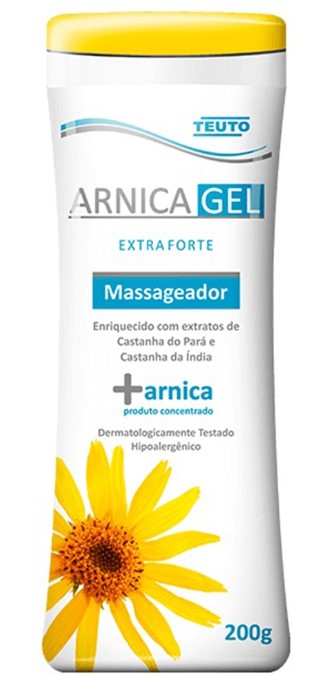 TEUTO
ARNICA GEL
EXTRA FORTE
Massageador
Enriquecido com extratos de
Castanha do Pará e
Castanha da Índia
+arnica
produto concentrado
Dermatologicamente Testado
Hipoalergênico
200g